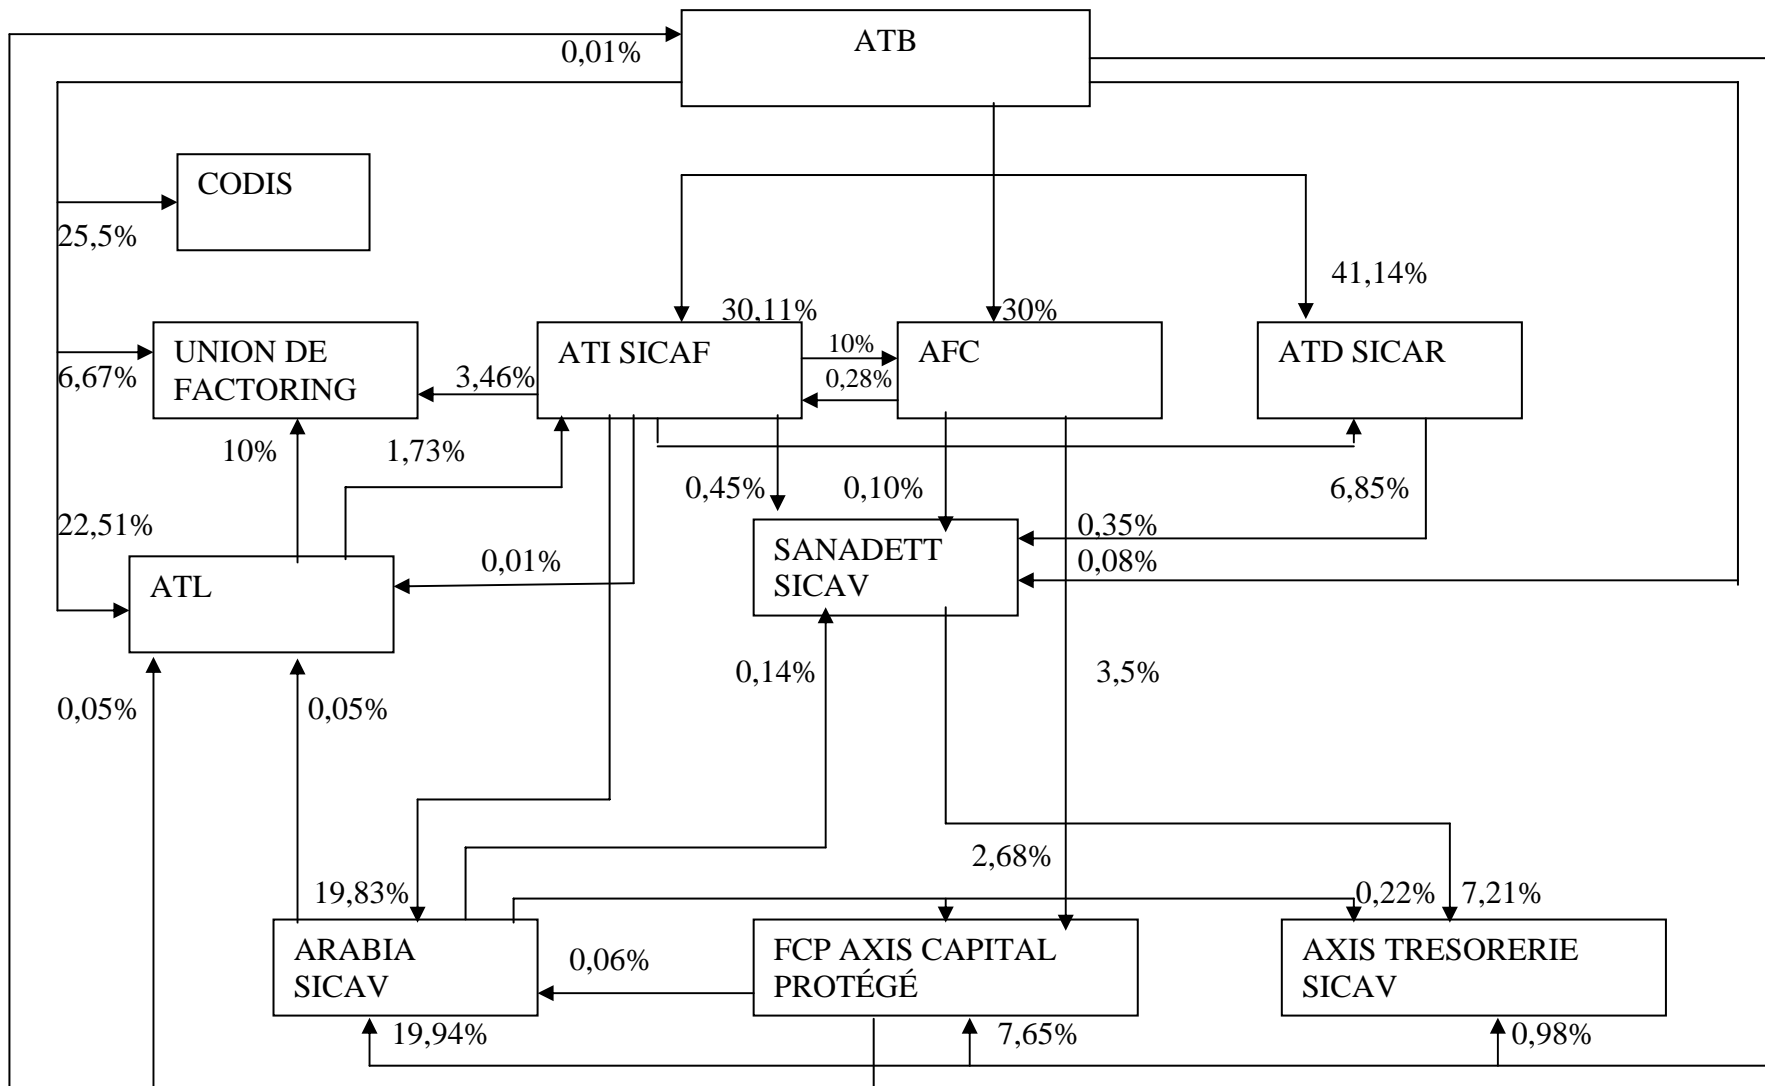 ATB
0,01%
CODIS
25,5%
41,14%
30,11%
30%
UNION DE
FACTORING
ATI SICAF
10%
AFC
ATD SICAR
6,67%
3,46%
0,28%
10%
1,73%
0,45%
0,10%
6,85%
22,51%
0,35%
0,01%
SANADETT
SICAV
0,08%
ATL
0,14%
3,5%
0,05%
0,05%
2,68%
19,83%
0,22%
7,21%
ARABIA
SICAV
0,06%
FCP AXIS CAPITAL
PROTÉGÉ
AXIS TRESORERIE
SICAV
19,94%
7,65%
0,98%